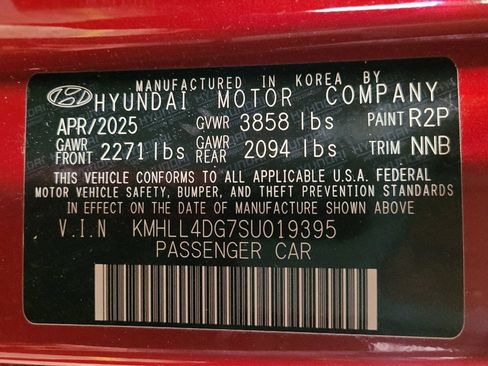 MANUFACTURED IN KOREA BY
HYUNDAI MOTOR COMPANY
APR/2025 GVWR 3858 lbs PAINT R2P
GAWR FRONT 2271 lbs GAWR REAR 2094 lbs TRIM NNB
THIS VEHICLE CONFORMS TO ALL APPLICABLE U.S.A. FEDERAL
MOTOR VEHICLE SAFETY, BUMPER, AND THEFT PREVENTION STANDARDS
IN EFFECT ON THE DATE OF MANUFACTURE SHOWN ABOVE
V.I.N KMHLL4DG7SU019395
PASSENGER CAR